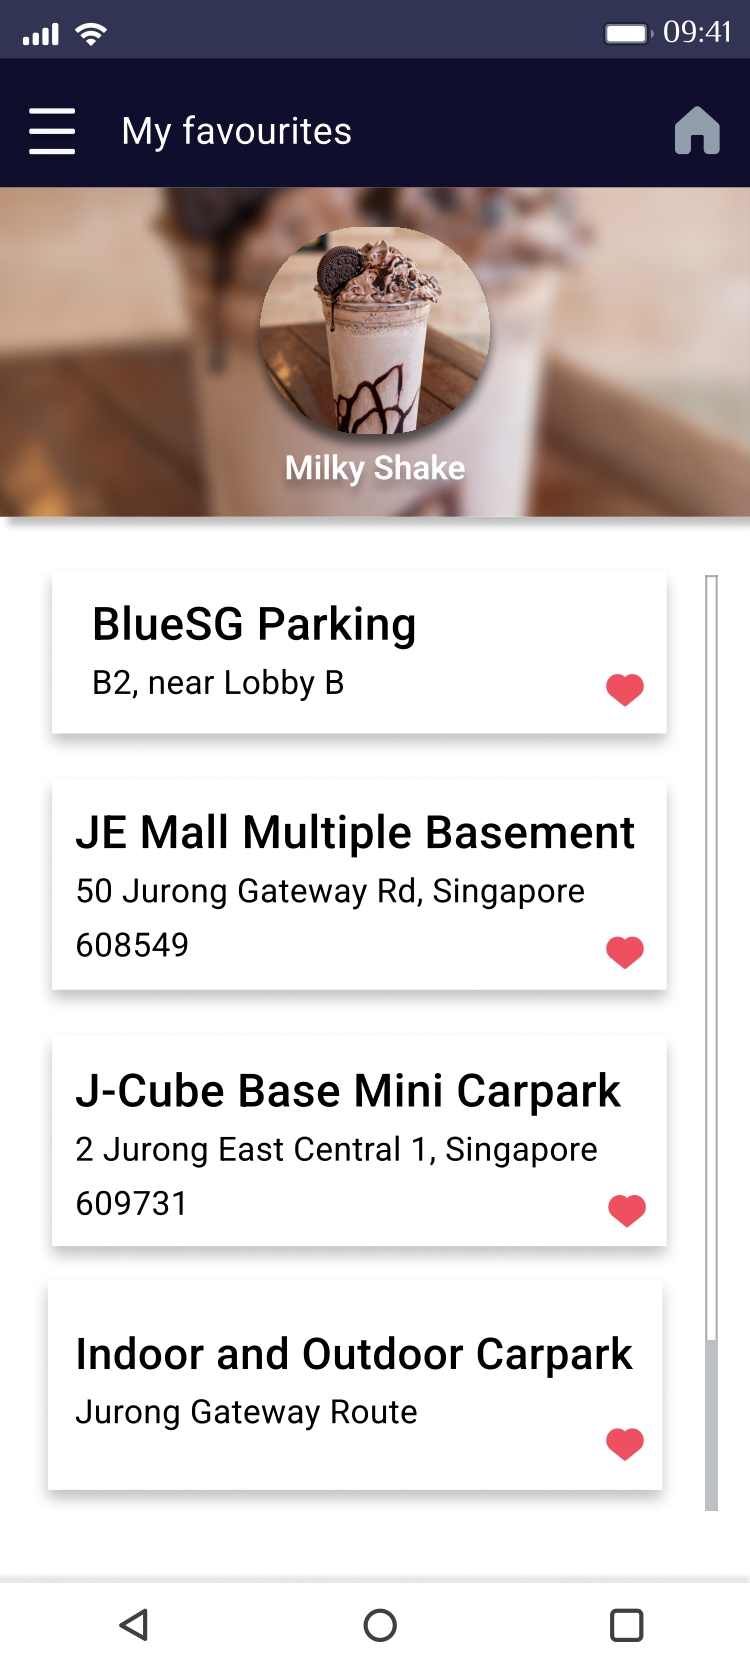 09:41
My favourites
Milky Shake
BlueSG Parking
B2, near Lobby B
JE Mall Multiple Basement
50 Jurong Gateway Rd, Singapore
608549
J-Cube Base Mini Carpark
2 Jurong East Central 1, Singapore
609731
Indoor and Outdoor Carpark
Jurong Gateway Route